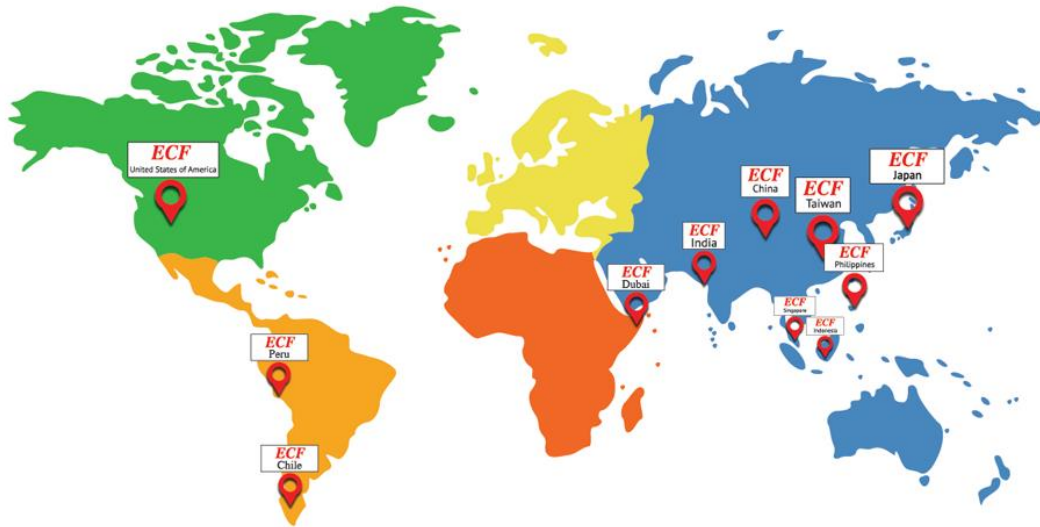 ECF
United States of America
ECF
China
ECF
Taiwan
ECF
Japan
ECF
India
ECF
Philippines
ECF
Dubai
ECF
Singapore
ECF
Indonesia
ECF
Peru
ECF
Chile